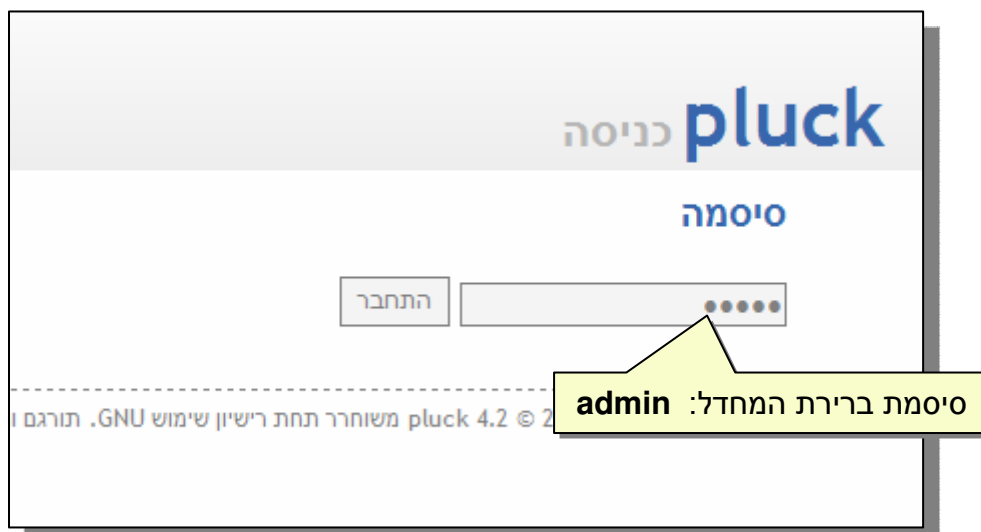 pluck כניסה
סיסמה
••••• התחבר
סיסמת ברירת המחדל: admin
pluck 4.2 © 2 משוחרר תחת רישיון שימוש GNU. תורגם ו